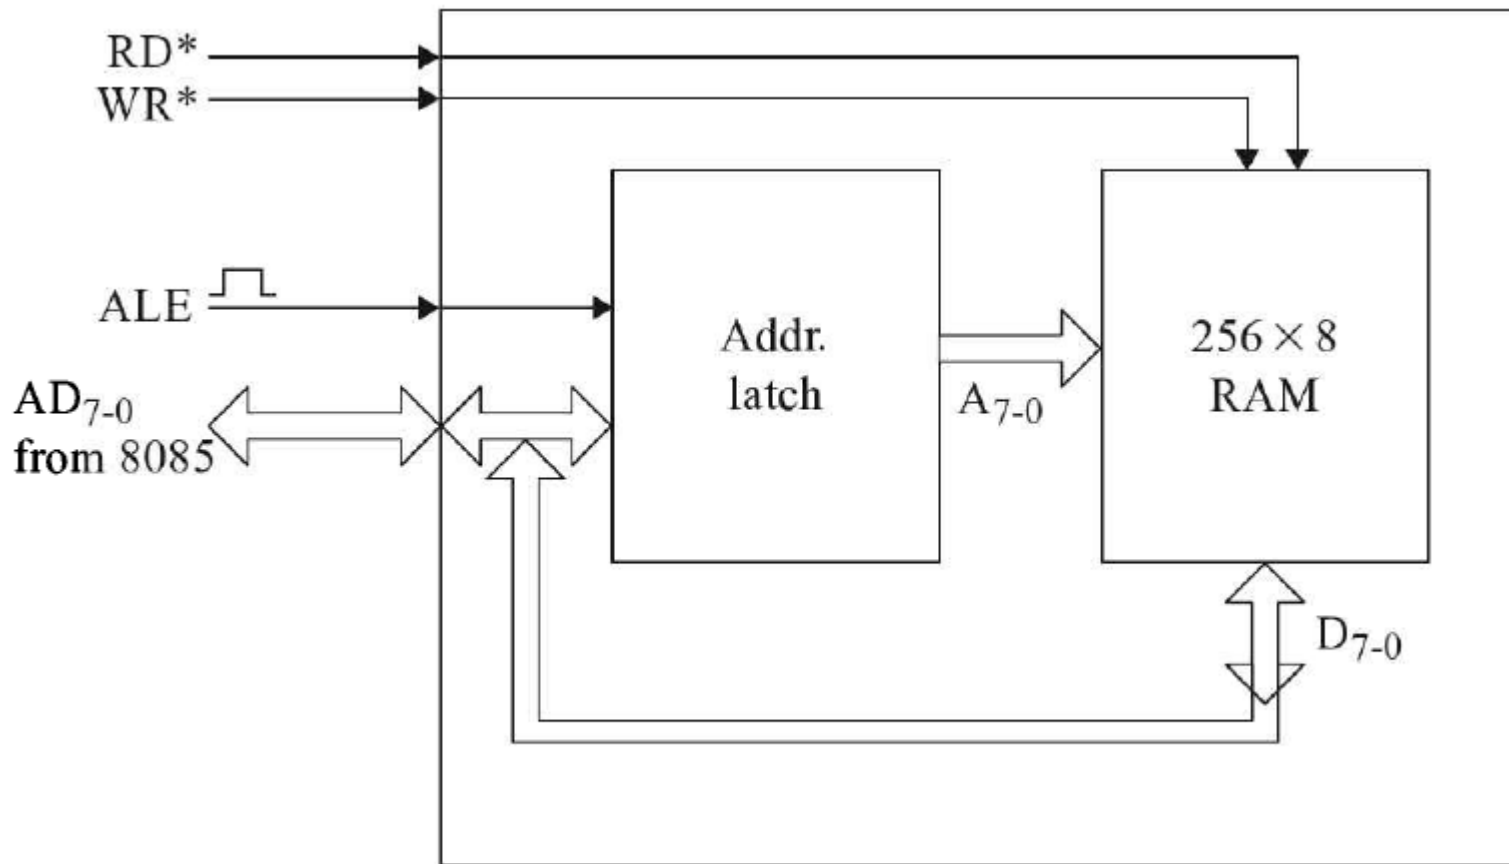 RD*
WR*
ALE
AD7-0
from 8085
Addr.
latch
A7-0
256 × 8
RAM
D7-0